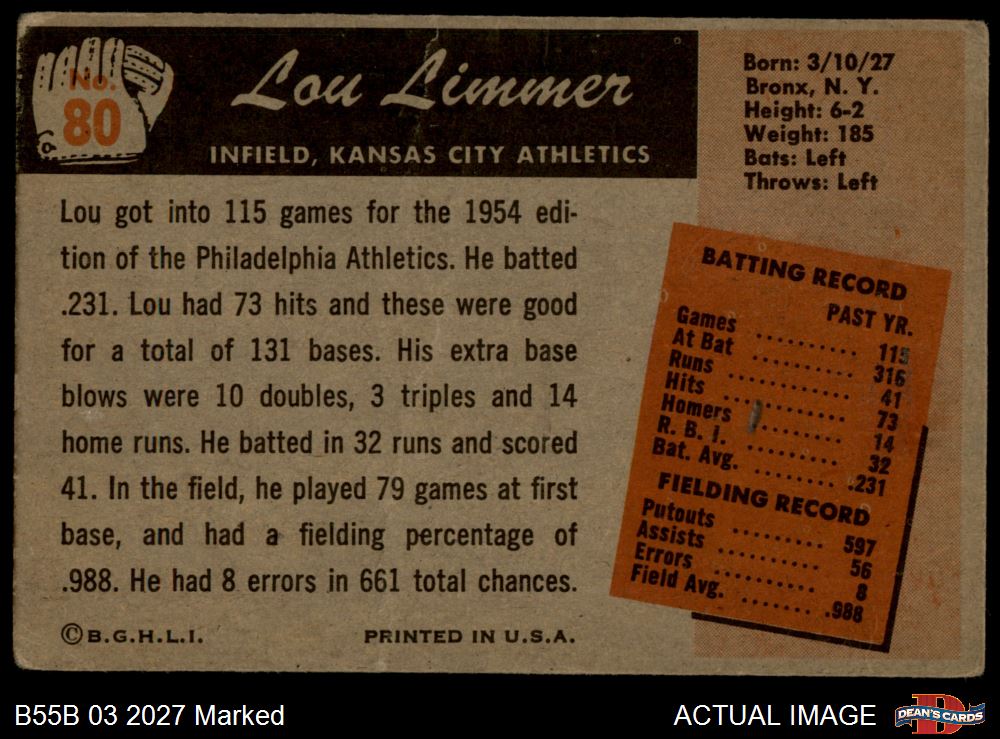 No.
80
Lou Limmer
INFIELD, KANSAS CITY ATHLETICS
Born: 3/10/27
Bronx, N. Y.
Height: 6-2
Weight: 185
Bats: Left
Throws: Left
Lou got into 115 games for the 1954 edi-
tion of the Philadelphia Athletics. He batted
.231. Lou had 73 hits and these were good
for a total of 131 bases. His extra base
blows were 10 doubles, 3 triples and 14
home runs. He batted in 32 runs and scored
41. In the field, he played 79 games at first
base, and had a fielding percentage of
.988. He had 8 errors in 661 total chances.
©B.G.H.L.I. PRINTED IN U.S.A.
BATTING RECORD
PAST YR.
Games .......... 115
At Bat .......... 316
Runs ............ 41
Hits ............ 73
Homers .......... 14
R. B. I. ......... 32
Bat. Avg. ........ .231
FIELDING RECORD
Putouts ......... 597
Assists .......... 56
Errors ........... 8
Field Avg. ....... .988
B55B 03 2027 Marked
ACTUAL IMAGE
D
DEAN'S CARDS